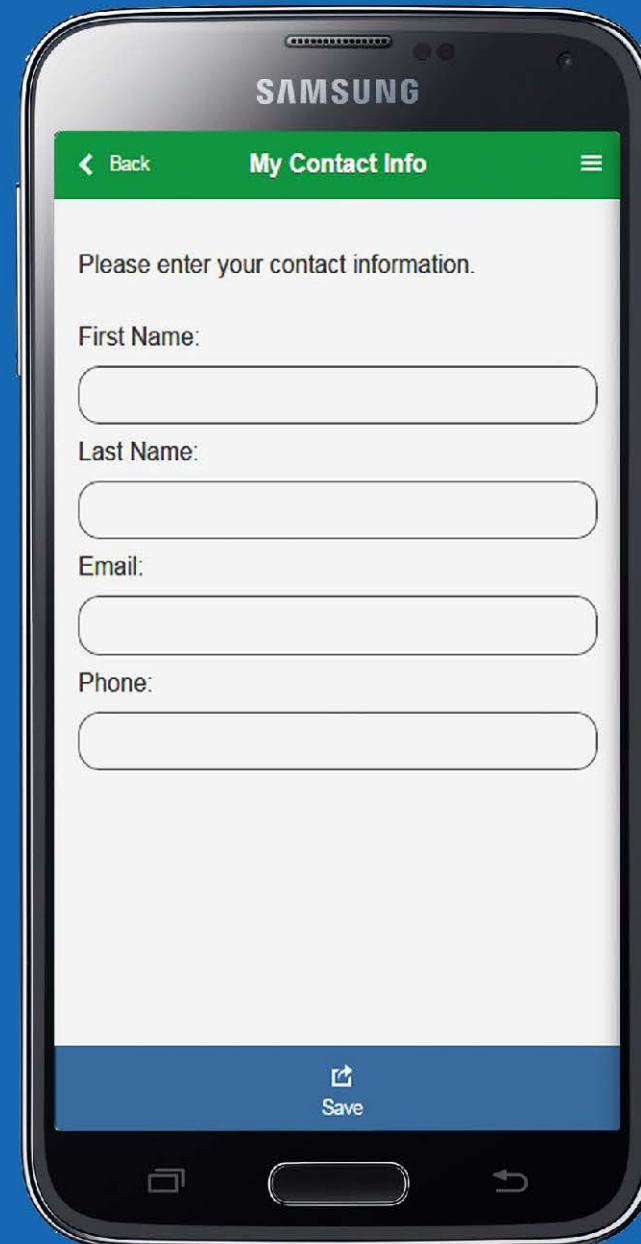 SAMSUNG
Back My Contact Info
Please enter your contact information.
First Name:
Last Name:
Email:
Phone:
Save